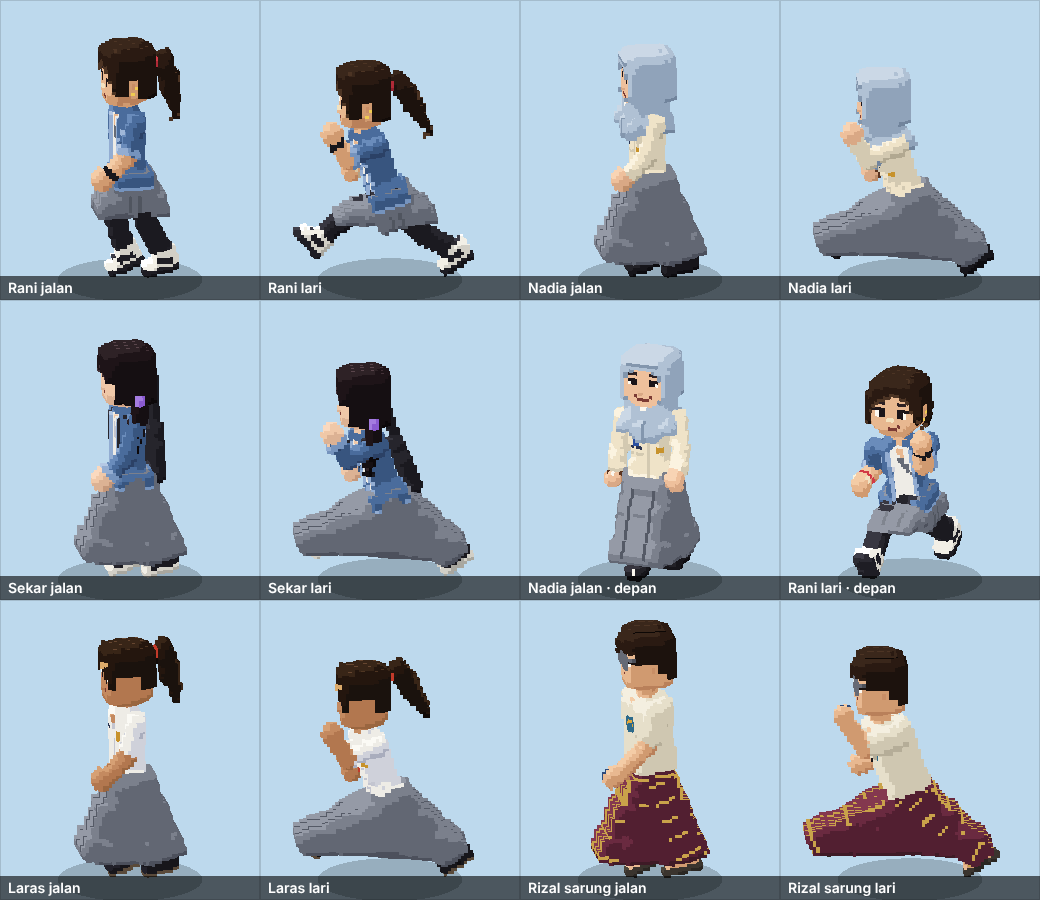 Rani jalan
Rani lari
Nadia jalan
Nadia lari
Sekar jalan
Sekar lari
Nadia jalan · depan
Rani lari · depan
Laras jalan
Laras lari
Rizal sarung jalan
Rizal sarung lari